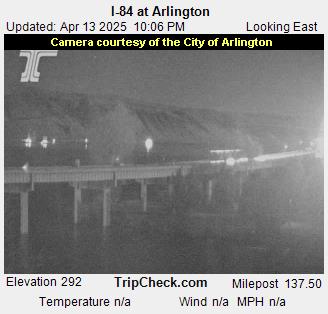 I-84 at Arlington
Updated: Apr 13 2025 10:06 PM Looking East
Camera courtesy of the City of Arlington
Elevation 292 TripCheck.com Milepost 137.50
Temperature n/a Wind n/a MPH n/a